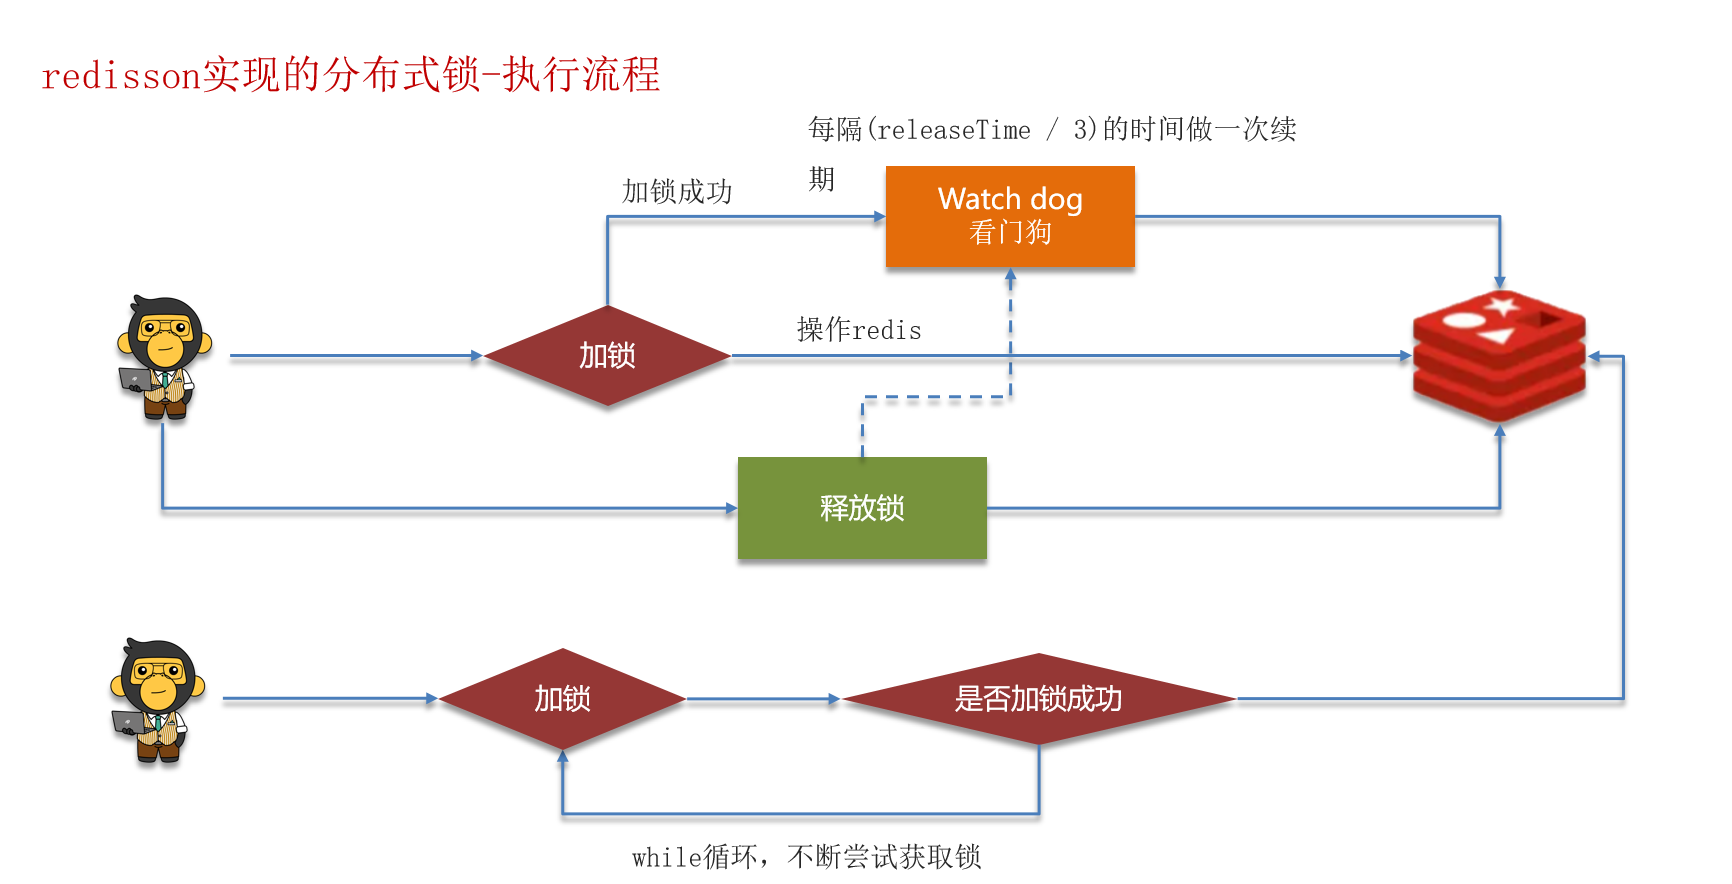 redisson实现的分布式锁-执行流程
每隔(releaseTime / 3)的时间做一次续
期
加锁成功
Watch dog
看门狗
操作redis
加锁
释放锁
加锁
是否加锁成功
while循环，不断尝试获取锁